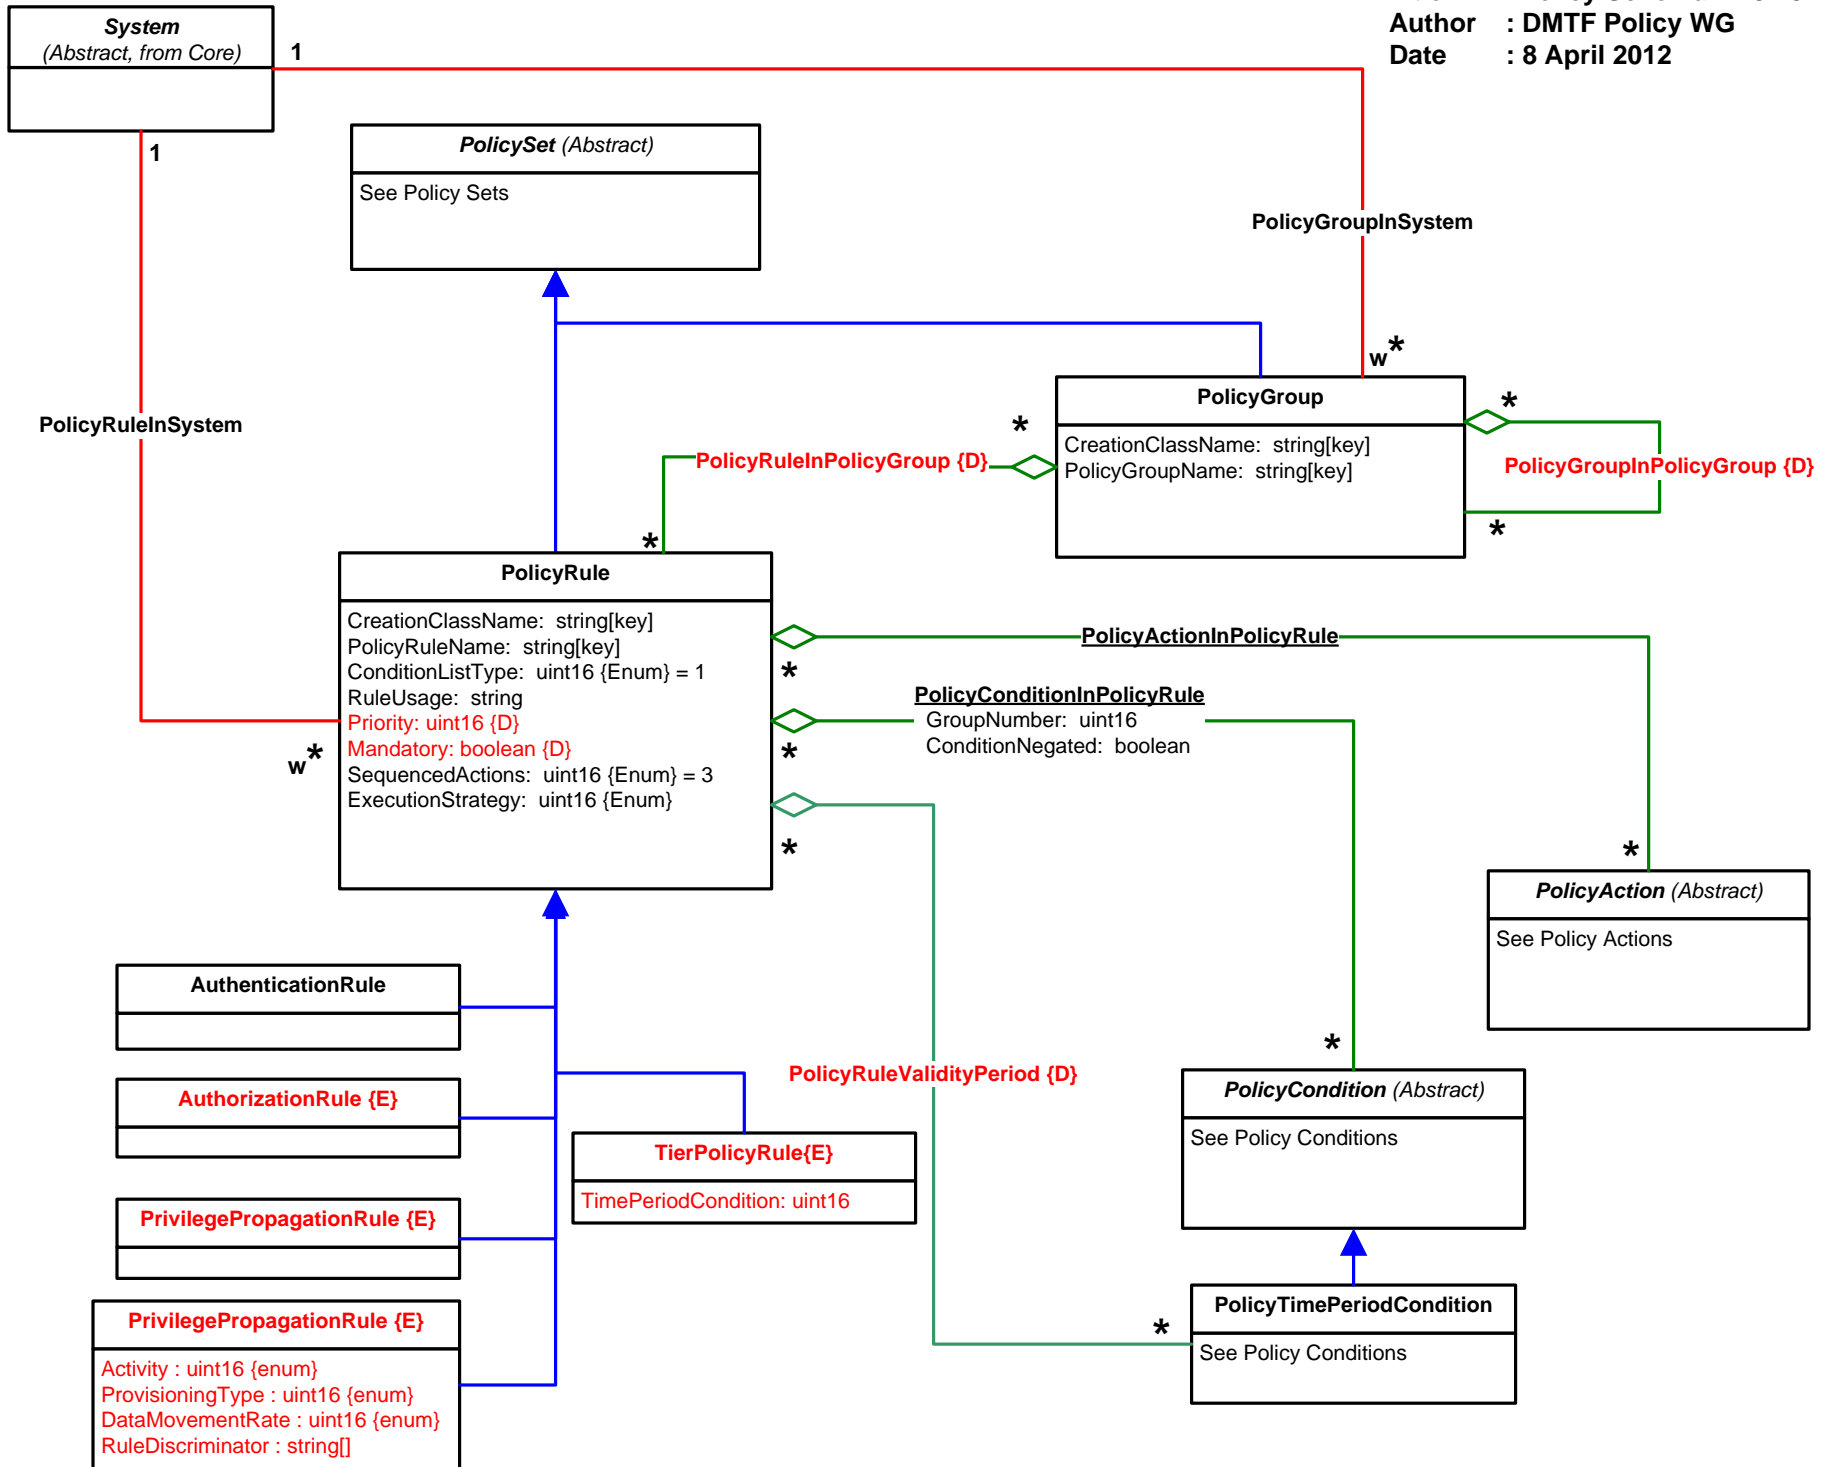 Author : DMTF Policy WG
Date : 8 April 2012
System
(Abstract, from Core)
1
1
PolicySet (Abstract)
See Policy Sets
PolicyGroupInSystem
w*
PolicyRuleInSystem
PolicyGroup
CreationClassName: string[key]
PolicyGroupName: string[key]
*
*
PolicyGroupInPolicyGroup {D}
*
PolicyRuleInPolicyGroup {D}
*
PolicyRule
CreationClassName: string[key]
PolicyRuleName: string[key]
ConditionListType: uint16 {Enum} = 1
RuleUsage: string
Priority: uint16 {D}
Mandatory: boolean {D}
SequencedActions: uint16 {Enum} = 3
ExecutionStrategy: uint16 {Enum}
w*
PolicyActionInPolicyRule
*
PolicyConditionInPolicyRule
GroupNumber: uint16
ConditionNegated: boolean
*
*
*
PolicyAction (Abstract)
See Policy Actions
AuthenticationRule
AuthorizationRule {E}
PrivilegePropagationRule {E}
PrivilegePropagationRule {E}
Activity : uint16 {enum}
ProvisioningType : uint16 {enum}
DataMovementRate : uint16 {enum}
RuleDiscriminator : string[]
TierPolicyRule{E}
TimePeriodCondition: uint16
PolicyRuleValidityPeriod {D}
*
PolicyCondition (Abstract)
See Policy Conditions
*
PolicyTimePeriodCondition
See Policy Conditions